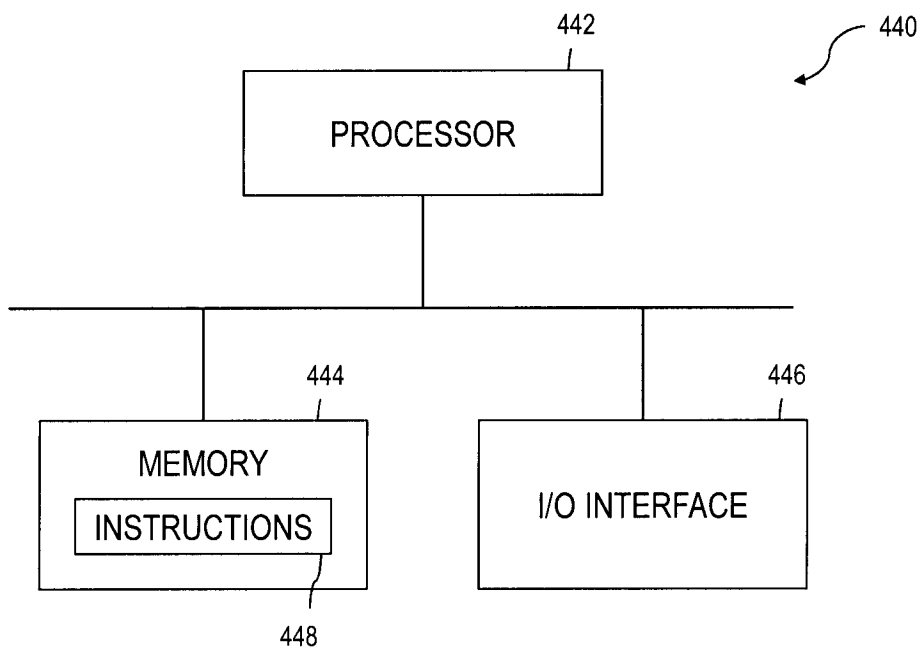 442
440
PROCESSOR
444
446
MEMORY
INSTRUCTIONS
I/O INTERFACE
448